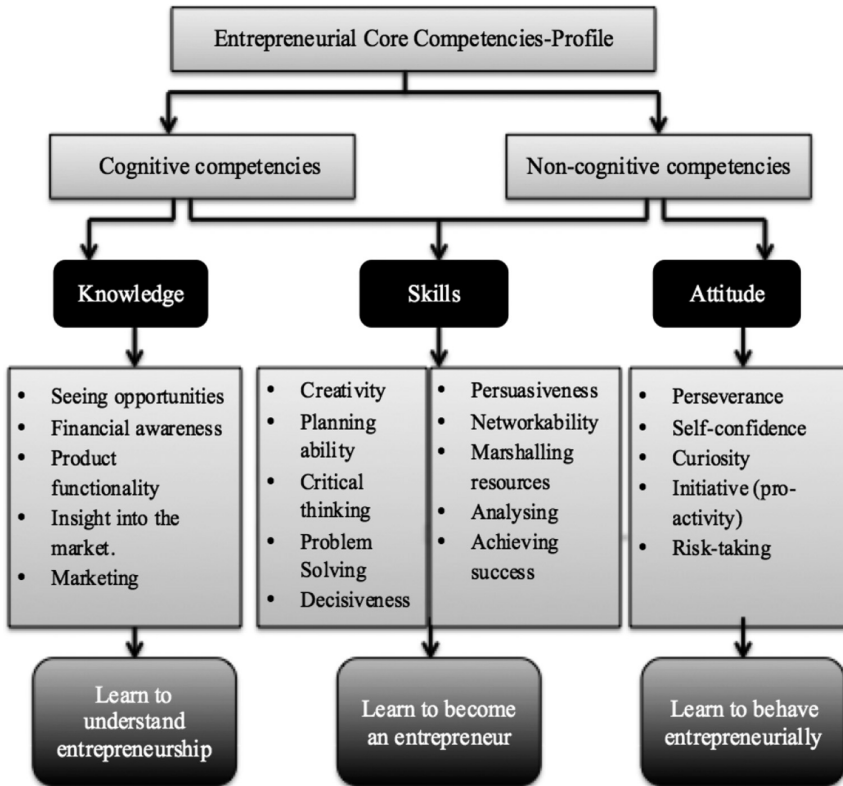 Entrepreneurial Core Competencies-Profile
Cognitive competencies
Non-cognitive competencies
Knowledge
Skills
Attitude
• Seeing opportunities
• Financial awareness
• Product
functionality
• Insight into the
market.
• Marketing
• Creativity
• Planning
ability
• Critical
thinking
• Problem
Solving
• Decisiveness
• Persuasiveness
• Networkability
• Marshalling
resources
• Analysing
• Achieving
success
• Perseverance
• Self-confidence
• Curiosity
• Initiative (pro-
activity)
• Risk-taking
Learn to
understand
entrepreneurship
Learn to become
an entrepreneur
Learn to behave
entrepreneurially